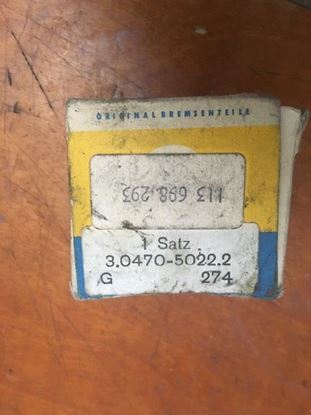 ORIGINAL BREMSENTEILE
113 698 293
1 Satz
3.0470-5022.2
G 274